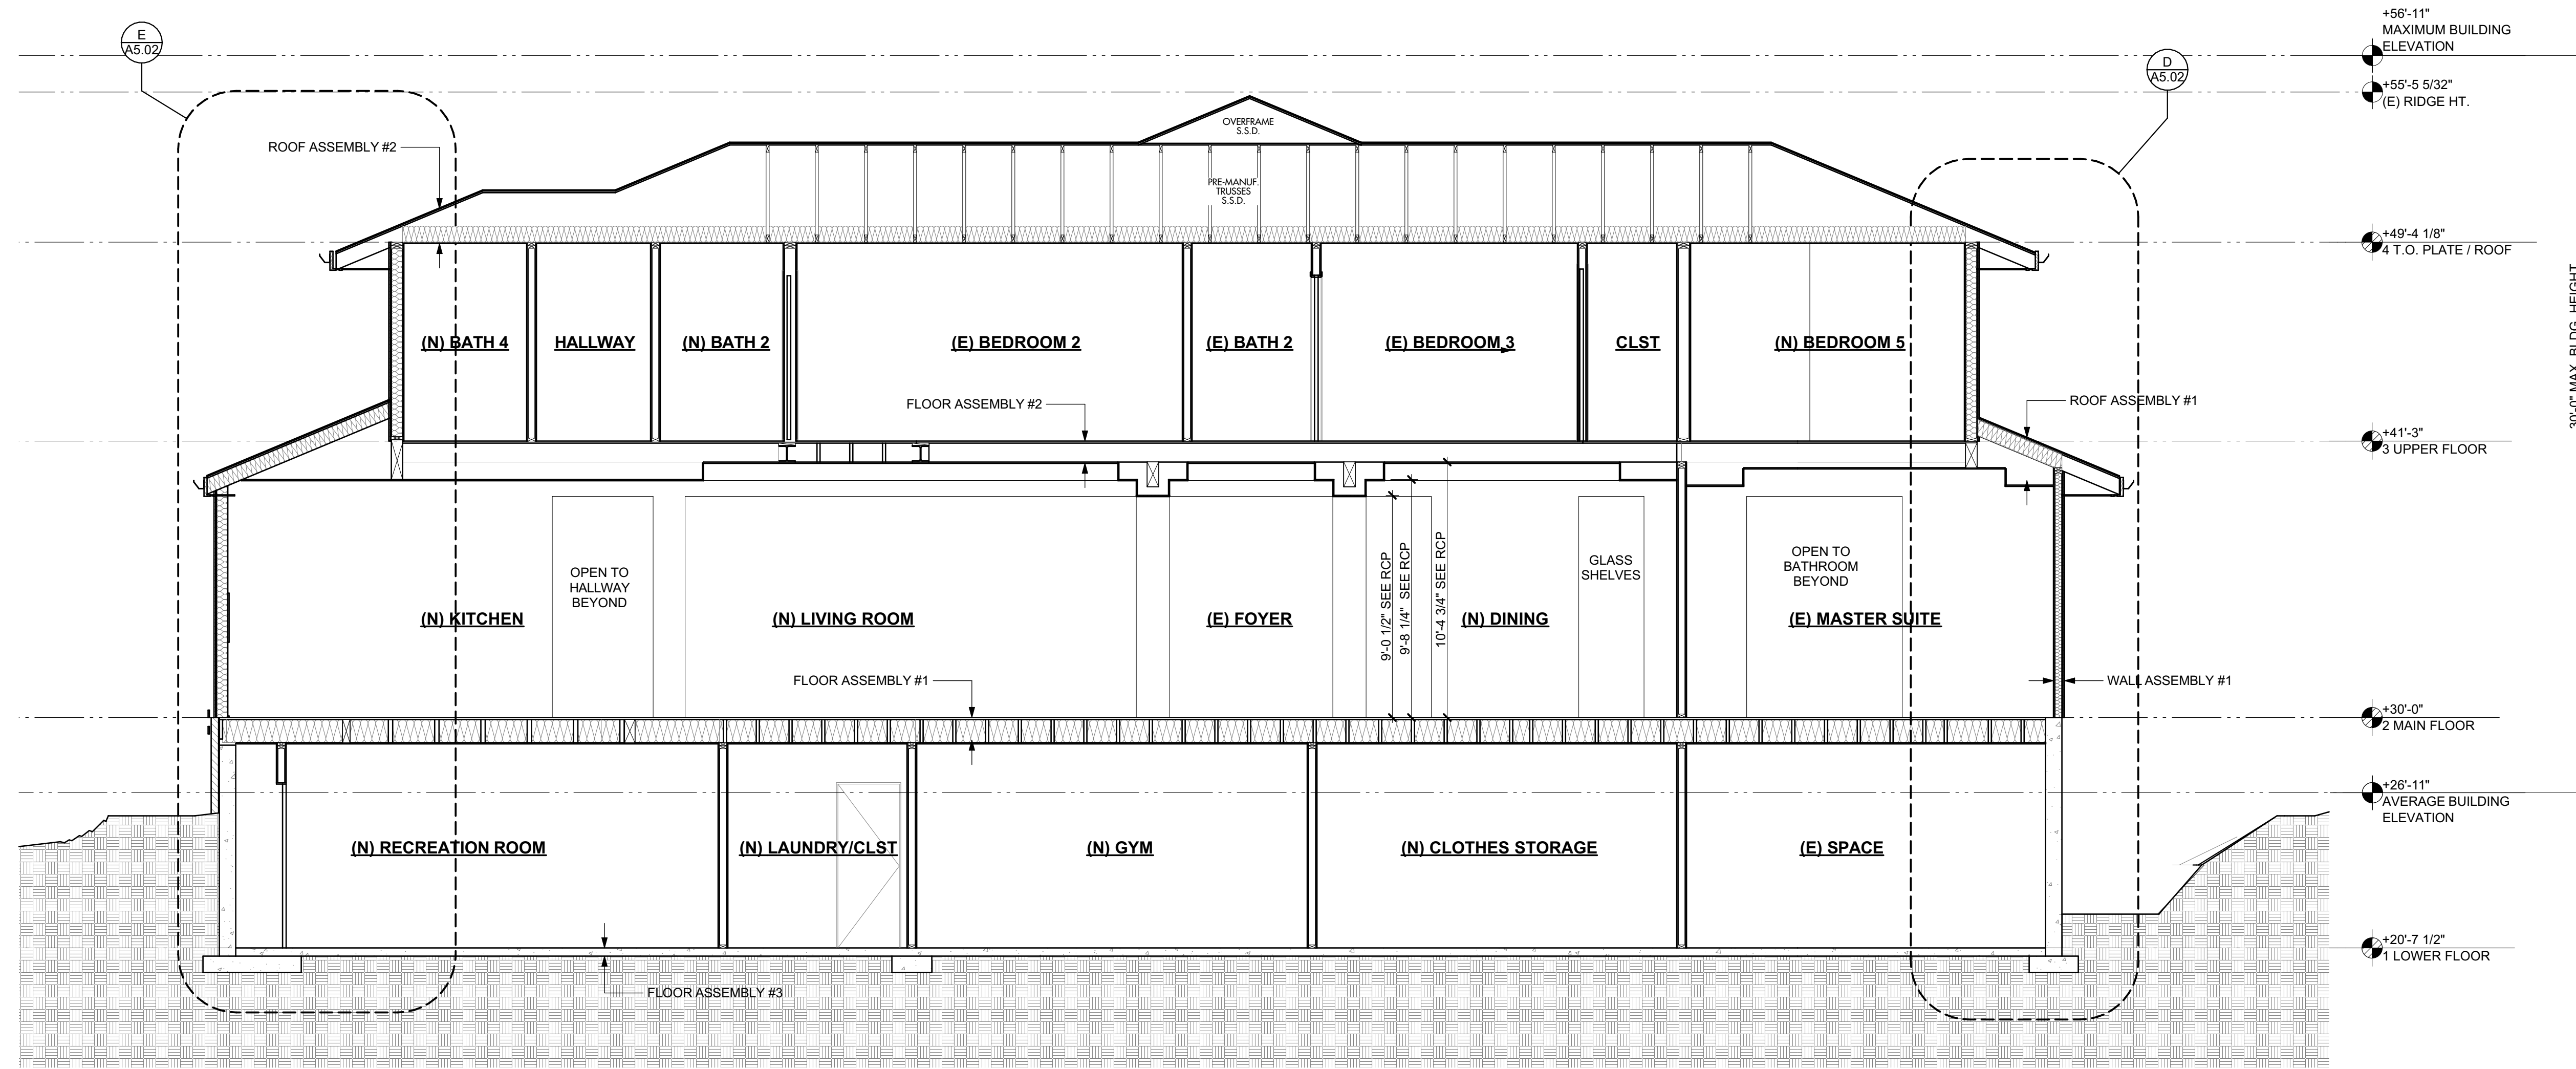 +56'-11"
MAXIMUM BUILDING
ELEVATION
E
A5.02
D
A5.02
+55'-5 5/32"
(E) RIDGE HT.
OVERFRAME
S.S.D.
ROOF ASSEMBLY #2
PRE-MANUF.
TRUSSES
S.S.D.
+49'-4 1/8"
4 T.O. PLATE / ROOF
30'-0" MAX. BLDG. HEIGHT
(N) BATH 4
HALLWAY
(N) BATH 2
(E) BEDROOM 2
(E) BATH 2
(E) BEDROOM 3
CLST
(N) BEDROOM 5
FLOOR ASSEMBLY #2
ROOF ASSEMBLY #1
+41'-3"
3 UPPER FLOOR
OPEN TO
HALLWAY
BEYOND
9'-0 1/2" SEE RCP
9'-8 1/4" SEE RCP
10'-4 3/4" SEE RCP
GLASS
SHELVES
OPEN TO
BATHROOM
BEYOND
(N) KITCHEN
(N) LIVING ROOM
(E) FOYER
(N) DINING
(E) MASTER SUITE
FLOOR ASSEMBLY #1
WALL ASSEMBLY #1
+30'-0"
2 MAIN FLOOR
+26'-11"
AVERAGE BUILDING
ELEVATION
(N) RECREATION ROOM
(N) LAUNDRY/CLST
(N) GYM
(N) CLOTHES STORAGE
(E) SPACE
+20'-7 1/2"
1 LOWER FLOOR
FLOOR ASSEMBLY #3